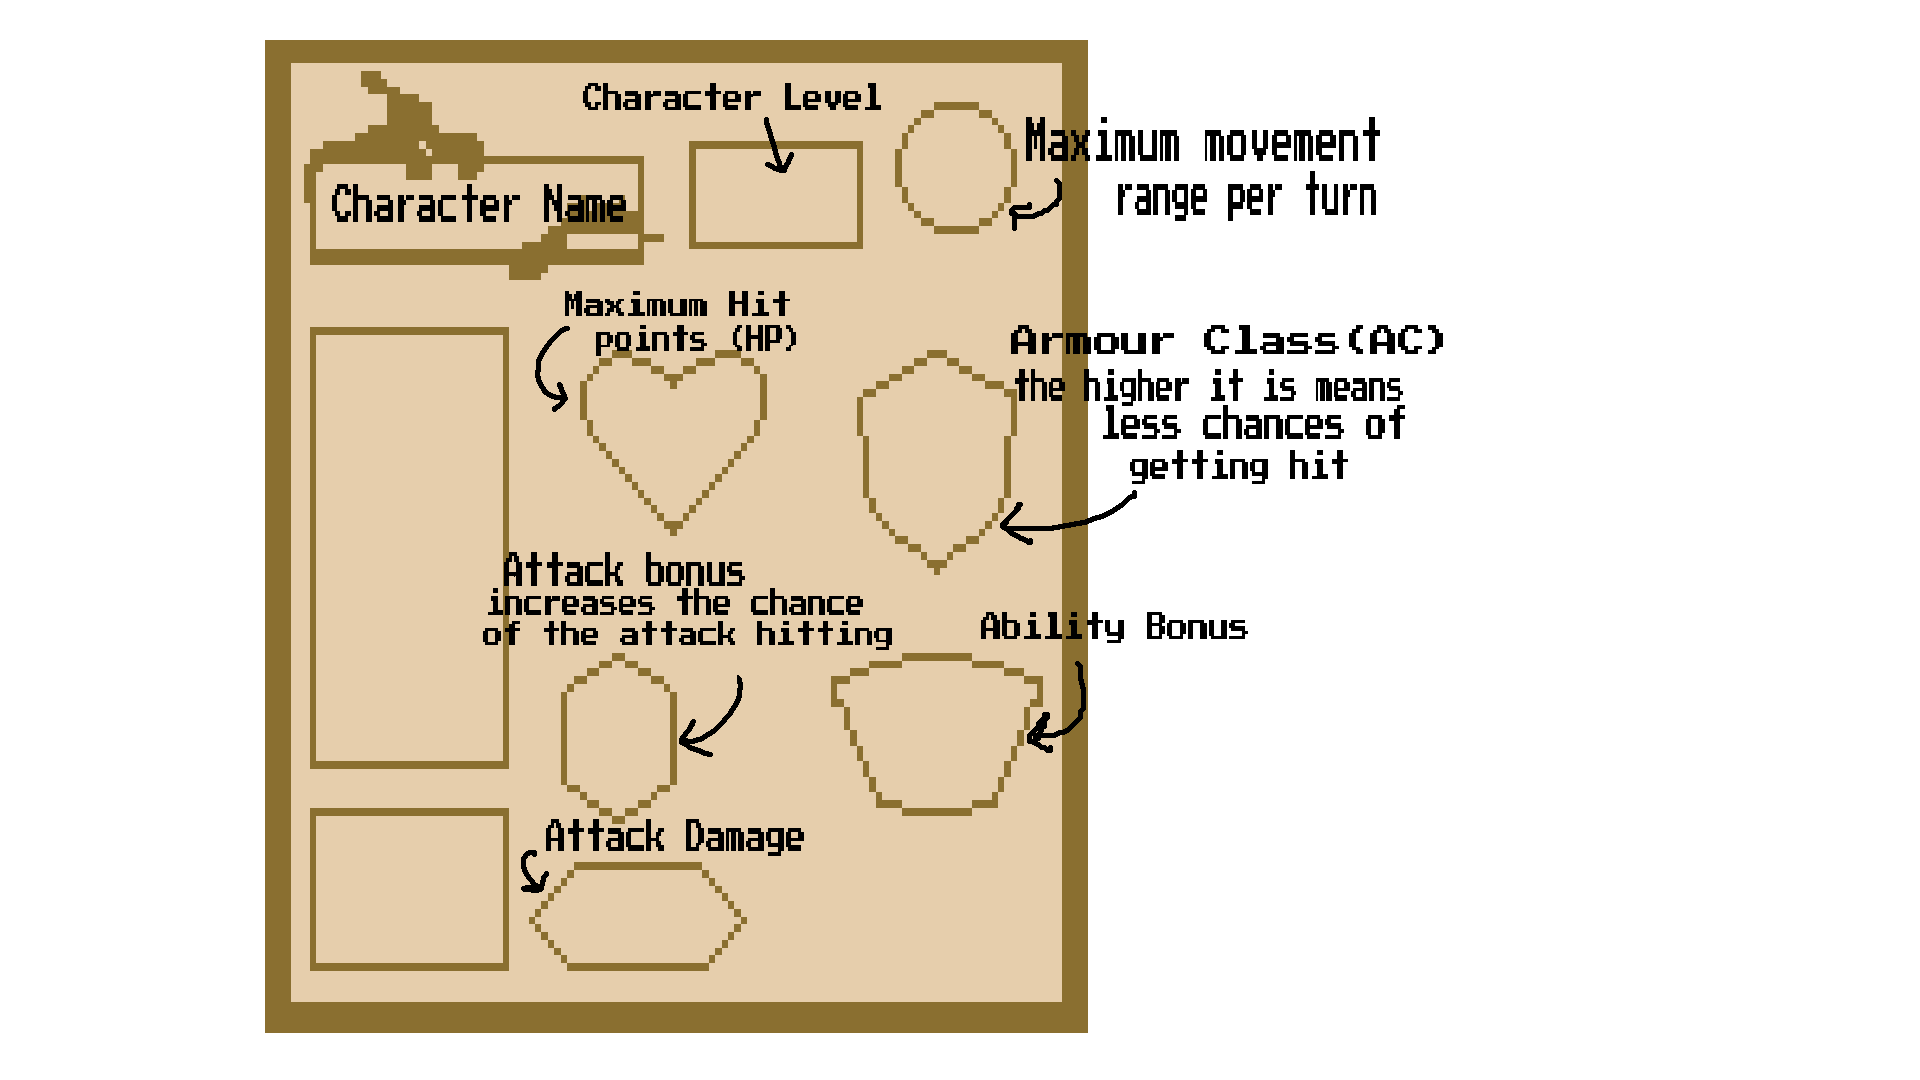 Character Level
Maximum movement
range per turn
Character Name
Maximum Hit
points (HP)
Armour Class(AC)
the higher it is means
less chances of
getting hit
Attack bonus
increases the chance
of the attack hitting
Ability Bonus
Attack Damage